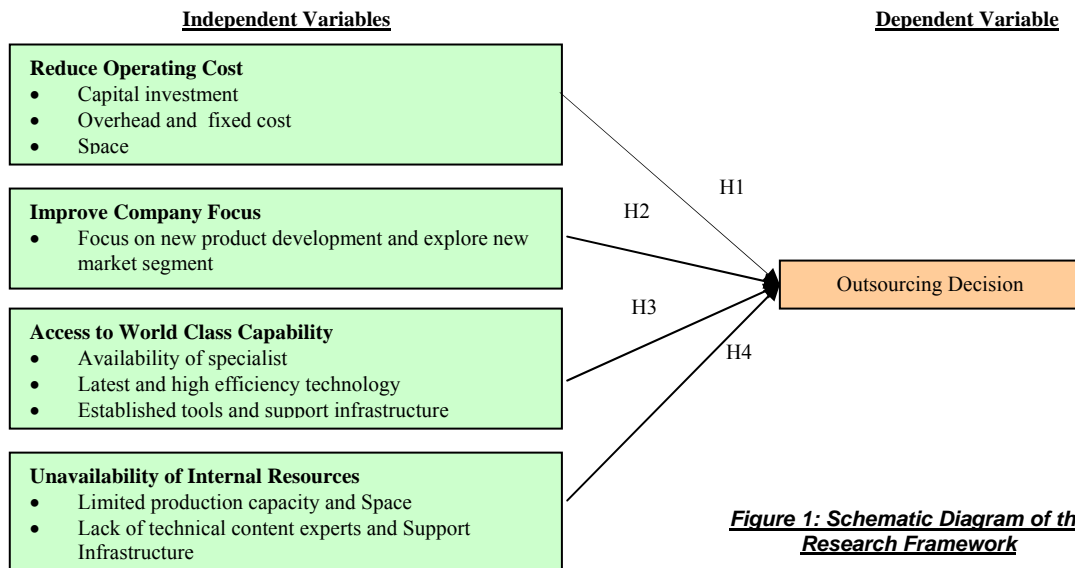 Independent Variables
Dependent Variable
Reduce Operating Cost
• Capital investment
• Overhead and fixed cost
• Space
H1
Improve Company Focus
• Focus on new product development and explore new
market segment
H2
Outsourcing Decision
Access to World Class Capability
• Availability of specialist
• Latest and high efficiency technology
• Established tools and support infrastructure
H3
H4
Unavailability of Internal Resources
• Limited production capacity and Space
• Lack of technical content experts and Support
Infrastructure
Figure 1: Schematic Diagram of th
Research Framework